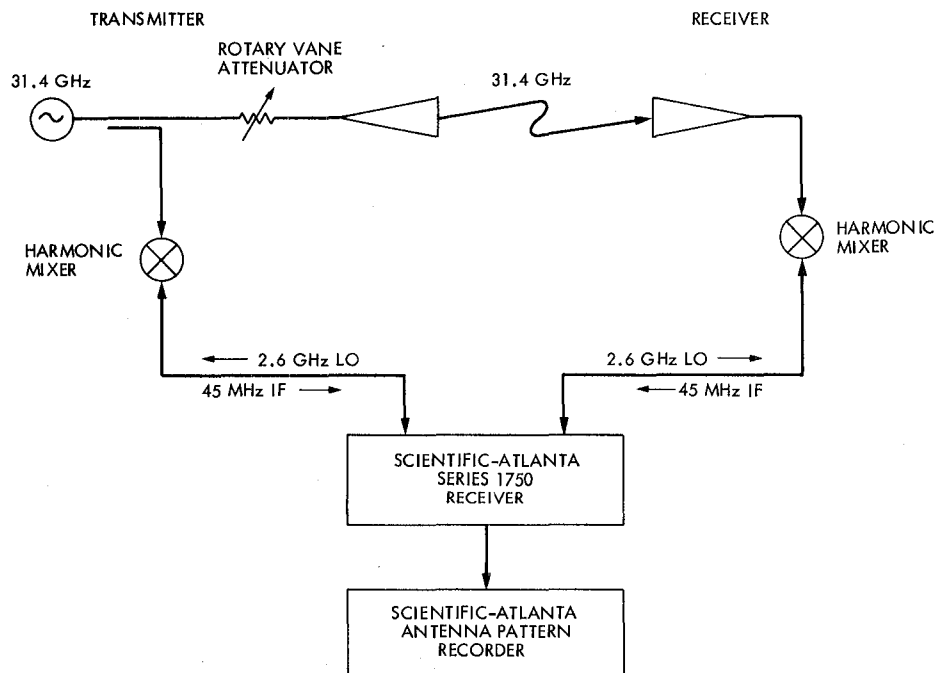 TRANSMITTER
RECEIVER
ROTARY VANE
ATTENUATOR
31.4 GHz
31.4 GHz
HARMONIC
MIXER
HARMONIC
MIXER
2.6 GHz LO
45 MHz IF
2.6 GHz LO
45 MHz IF
SCIENTIFIC-ATLANTA
SERIES 1750
RECEIVER
SCIENTIFIC-ATLANTA
ANTENNA PATTERN
RECORDER